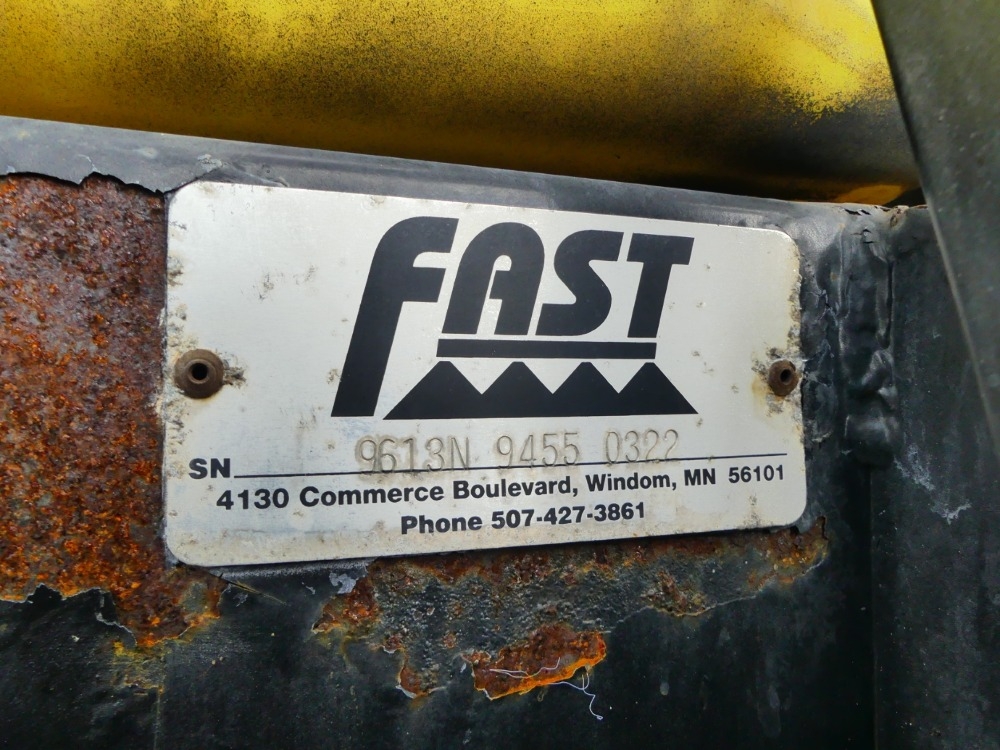 FAST
SN 9613N 9455 0322
4130 Commerce Boulevard, Windom, MN 56101
Phone 507-427-3861